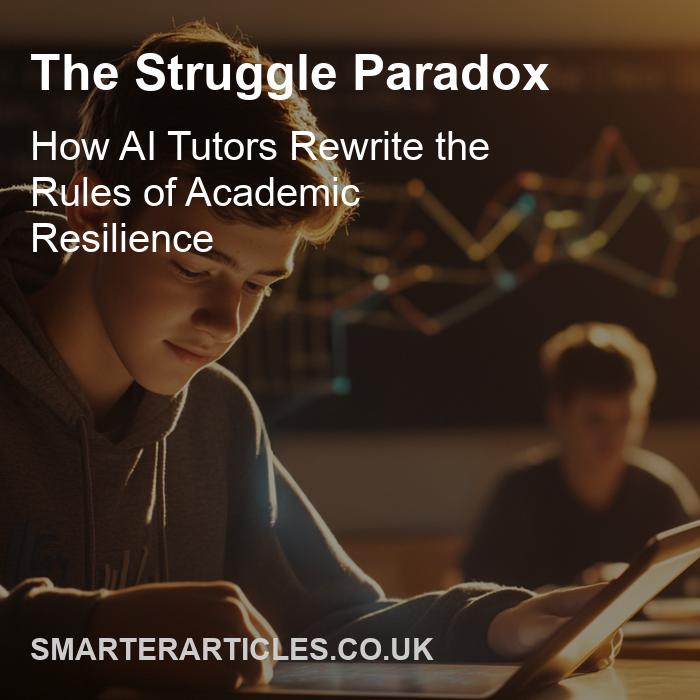 The Struggle Paradox
How AI Tutors Rewrite the
Rules of Academic
Resilience
SMARTERARTICLES.CO.UK